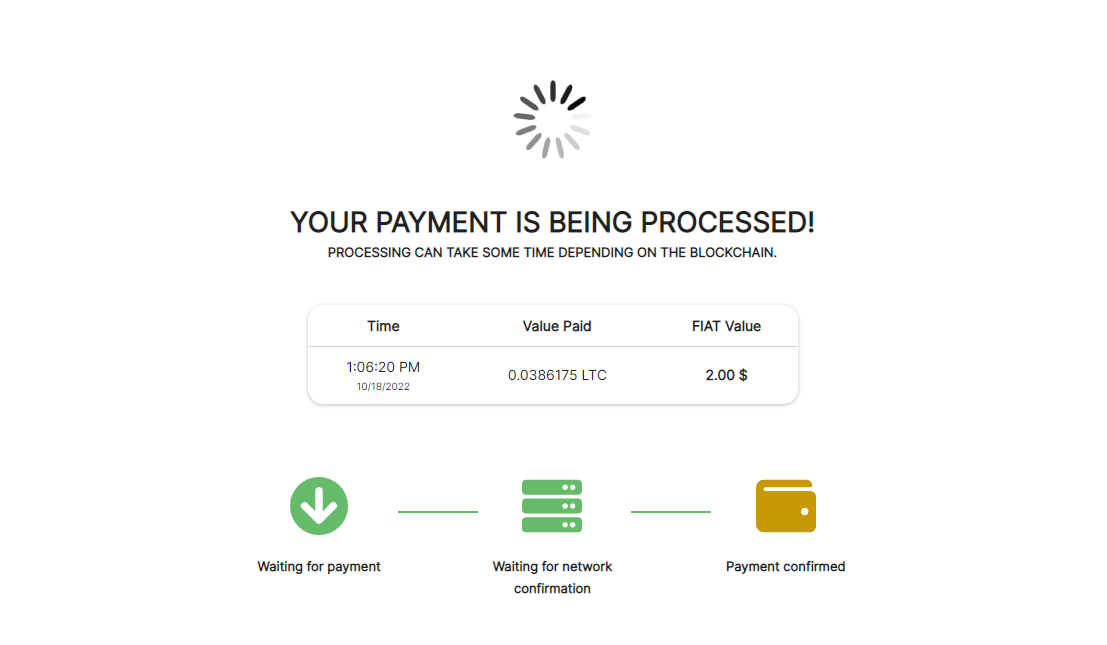 YOUR PAYMENT IS BEING PROCESSED!
PROCESSING CAN TAKE SOME TIME DEPENDING ON THE BLOCKCHAIN.
Time Value Paid FIAT Value
1:06:20 PM 0.0386175 LTC 2.00 $
10/18/2022
Waiting for payment
Waiting for network
confirmation
Payment confirmed